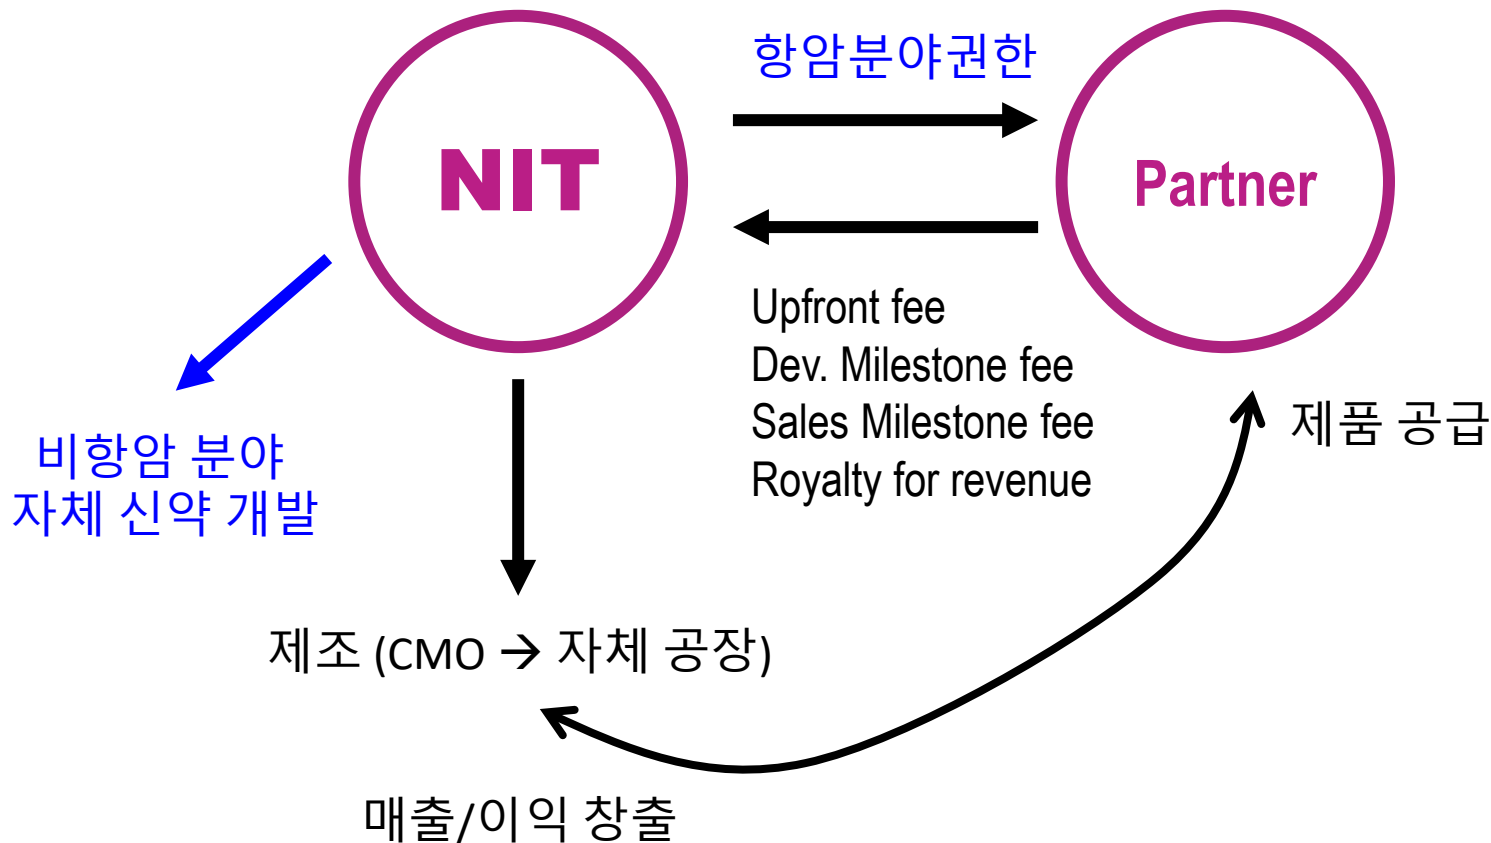 항암분야권한
NIT
Partner
Upfront fee
Dev. Milestone fee
Sales Milestone fee
Royalty for revenue
제품 공급
비항암 분야
자체 신약 개발
제조 (CMO → 자체 공장)
매출/이익 창출